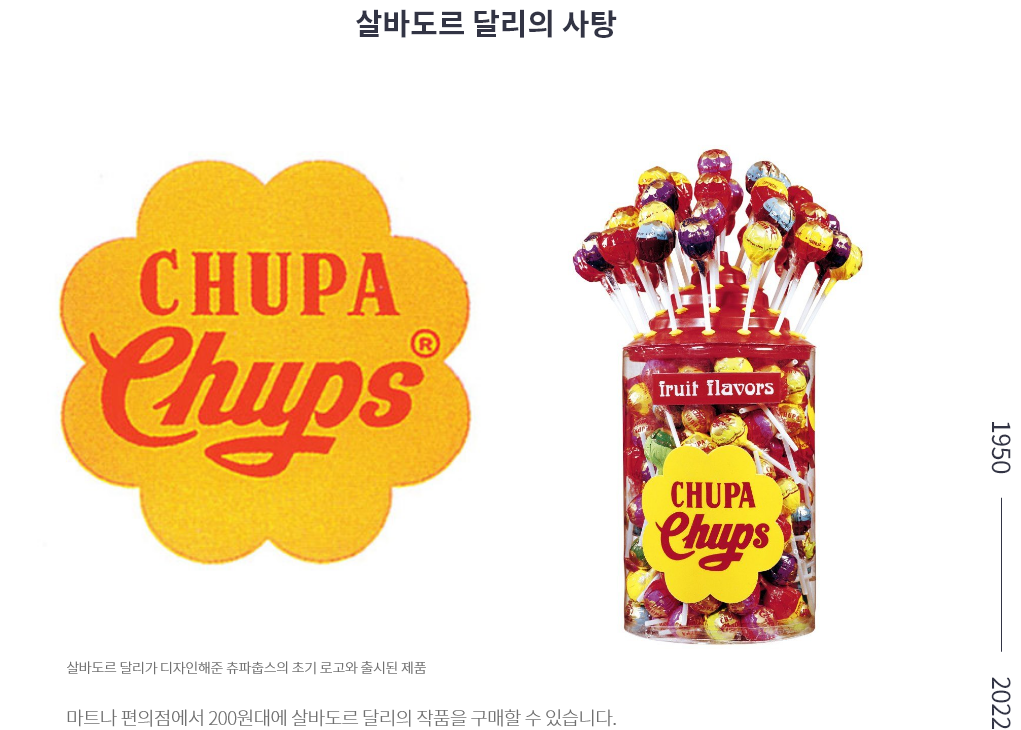 살바도르 달리의 사탕
CHUPA
Chups®
fruit flavors
CHUPA
Chups
1950
2022
살바도르 달리가 디자인해준 츄파춥스의 초기 로고와 출시된 제품
마트나 편의점에서 200원대에 살바도르 달리의 작품을 구매할 수 있습니다.